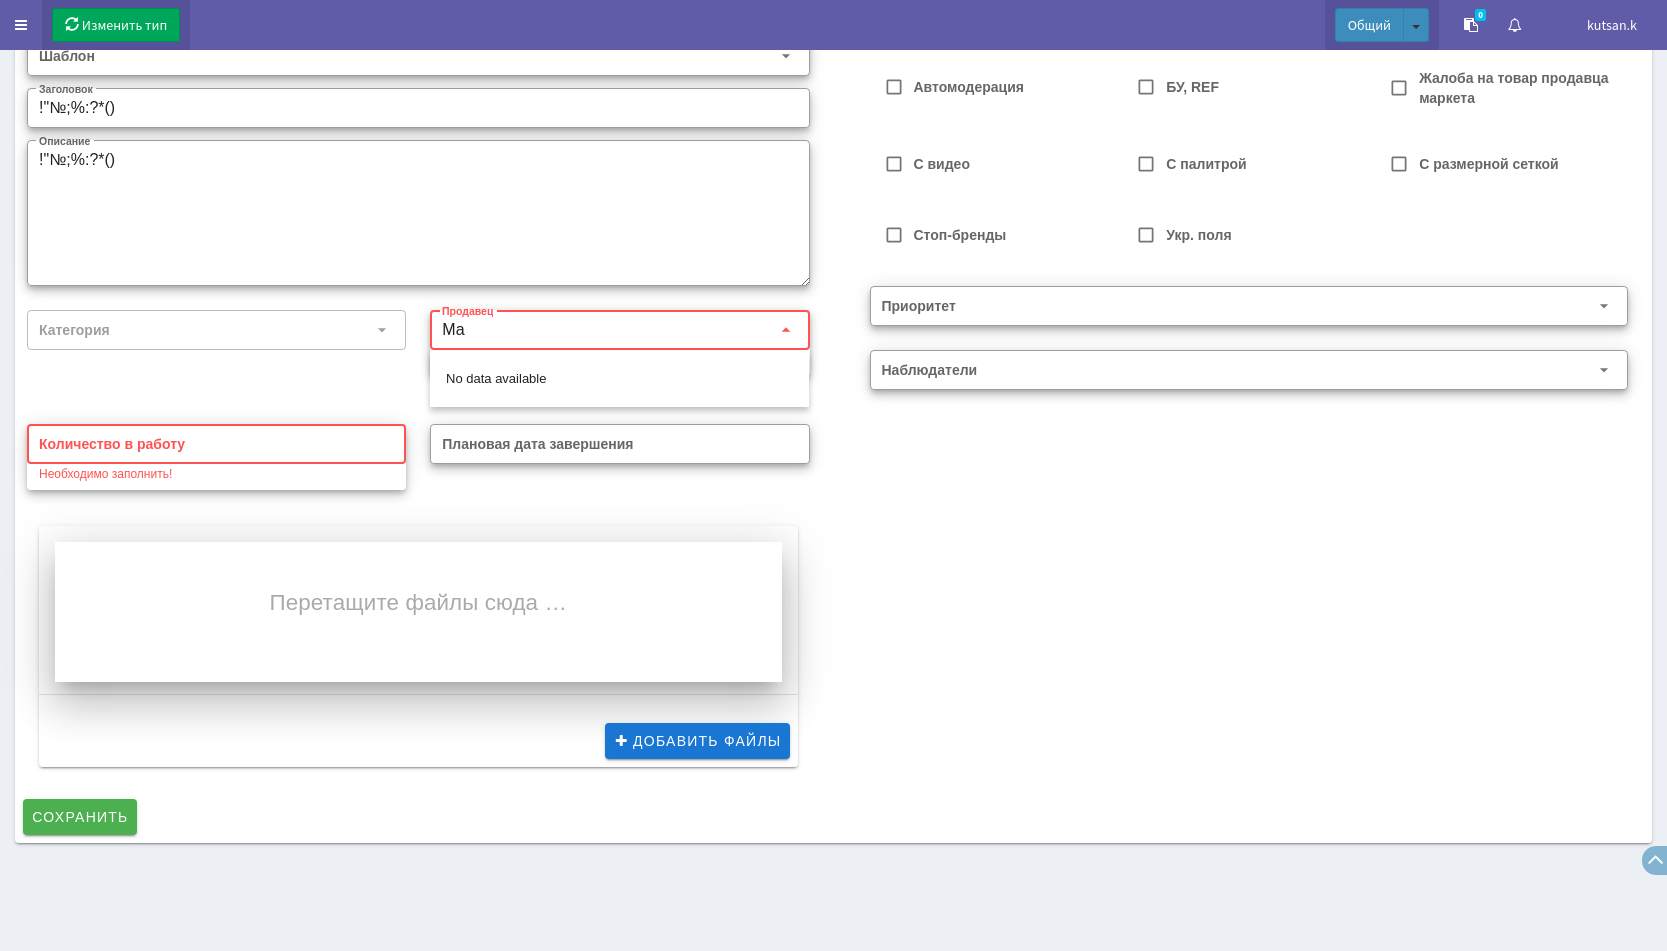 Изменить тип
Общий
0
kutsan.k
Шаблон
Заголовок
!"№;%:?*()
Описание
!"№;%:?*()
Категория
Продавец
Ма
No data available
Количество в работу
Необходимо заполнить!
Плановая дата завершения
Перетащите файлы сюда …
ДОБАВИТЬ ФАЙЛЫ
СОХРАНИТЬ
Автомодерация
БУ, REF
Жалоба на товар продавца
маркета
С видео
С палитрой
С размерной сеткой
Стоп-бренды
Укр. поля
Приоритет
Наблюдатели